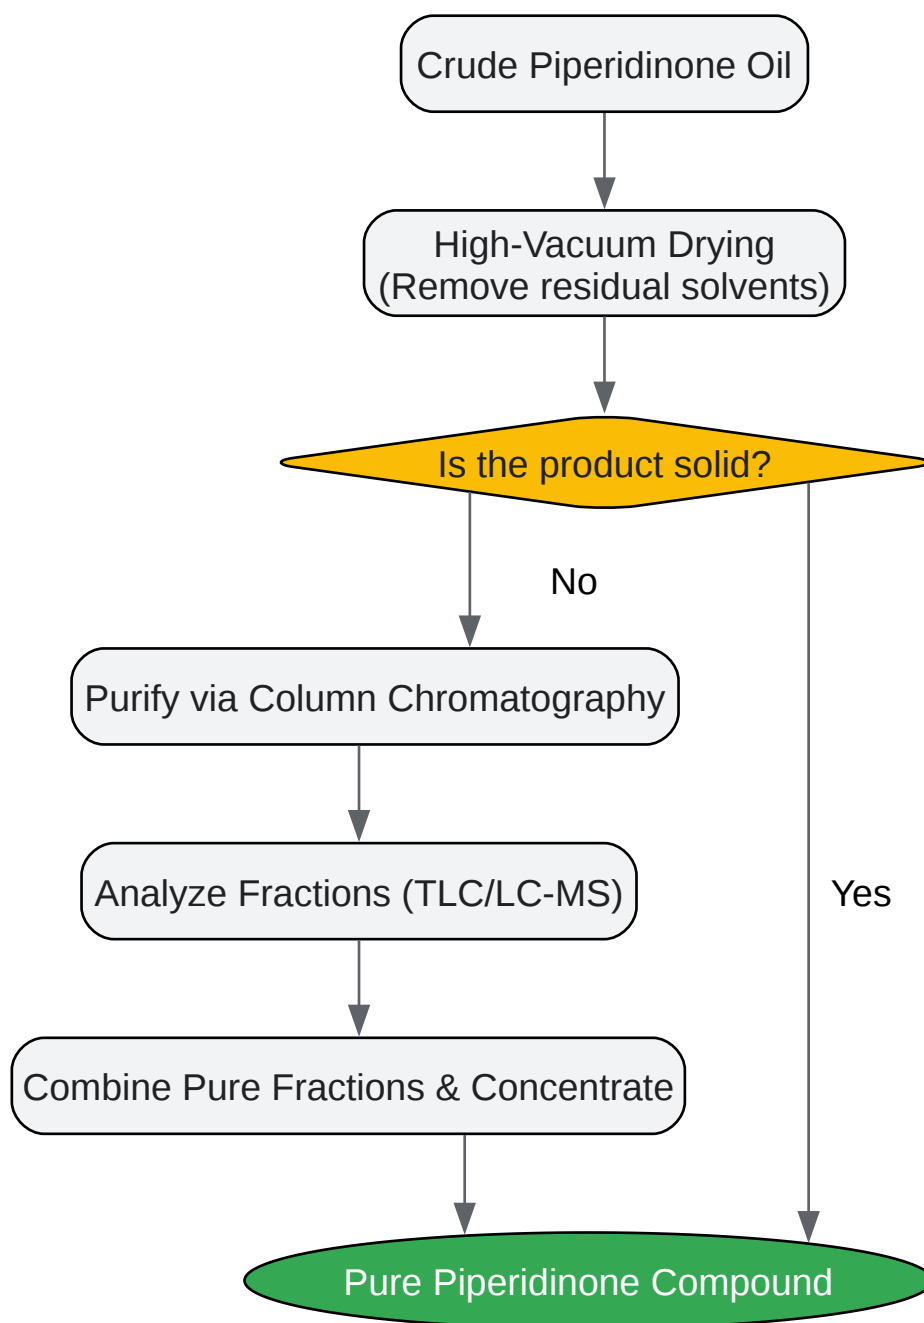 Crude Piperidinone Oil
High-Vacuum Drying
(Remove residual solvents)
Is the product solid?
No
Purify via Column Chromatography
Analyze Fractions (TLC/LC-MS)
Yes
Combine Pure Fractions & Concentrate
Pure Piperidinone Compound